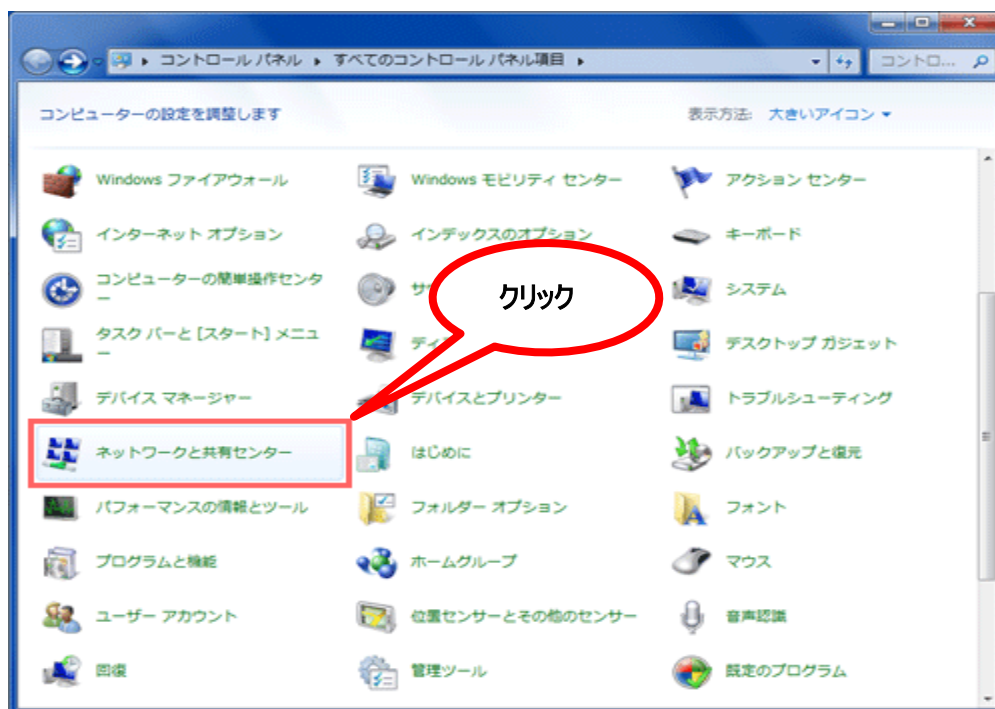 コントロール パネル ▸ すべてのコントロール パネル項目 ▸
コントロ...
コンピューターの設定を調整します
表示方法: 大きいアイコン
Windows ファイアウォール
Windows モビリティ センター
アクション センター
インターネット オプション
インデックスのオプション
キーボード
コンピューターの簡単操作センタ
ー
サ
クリック
システム
タスク バーと [スタート] メニュ
ー
ディ
デスクトップ ガジェット
デバイス マネージャー
デバイスとプリンター
トラブルシューティング
ネットワークと共有センター
はじめに
バックアップと復元
パフォーマンスの情報とツール
フォルダー オプション
フォント
プログラムと機能
ホームグループ
マウス
ユーザー アカウント
位置センサーとその他のセンサー
音声認識
回復
管理ツール
既定のプログラム